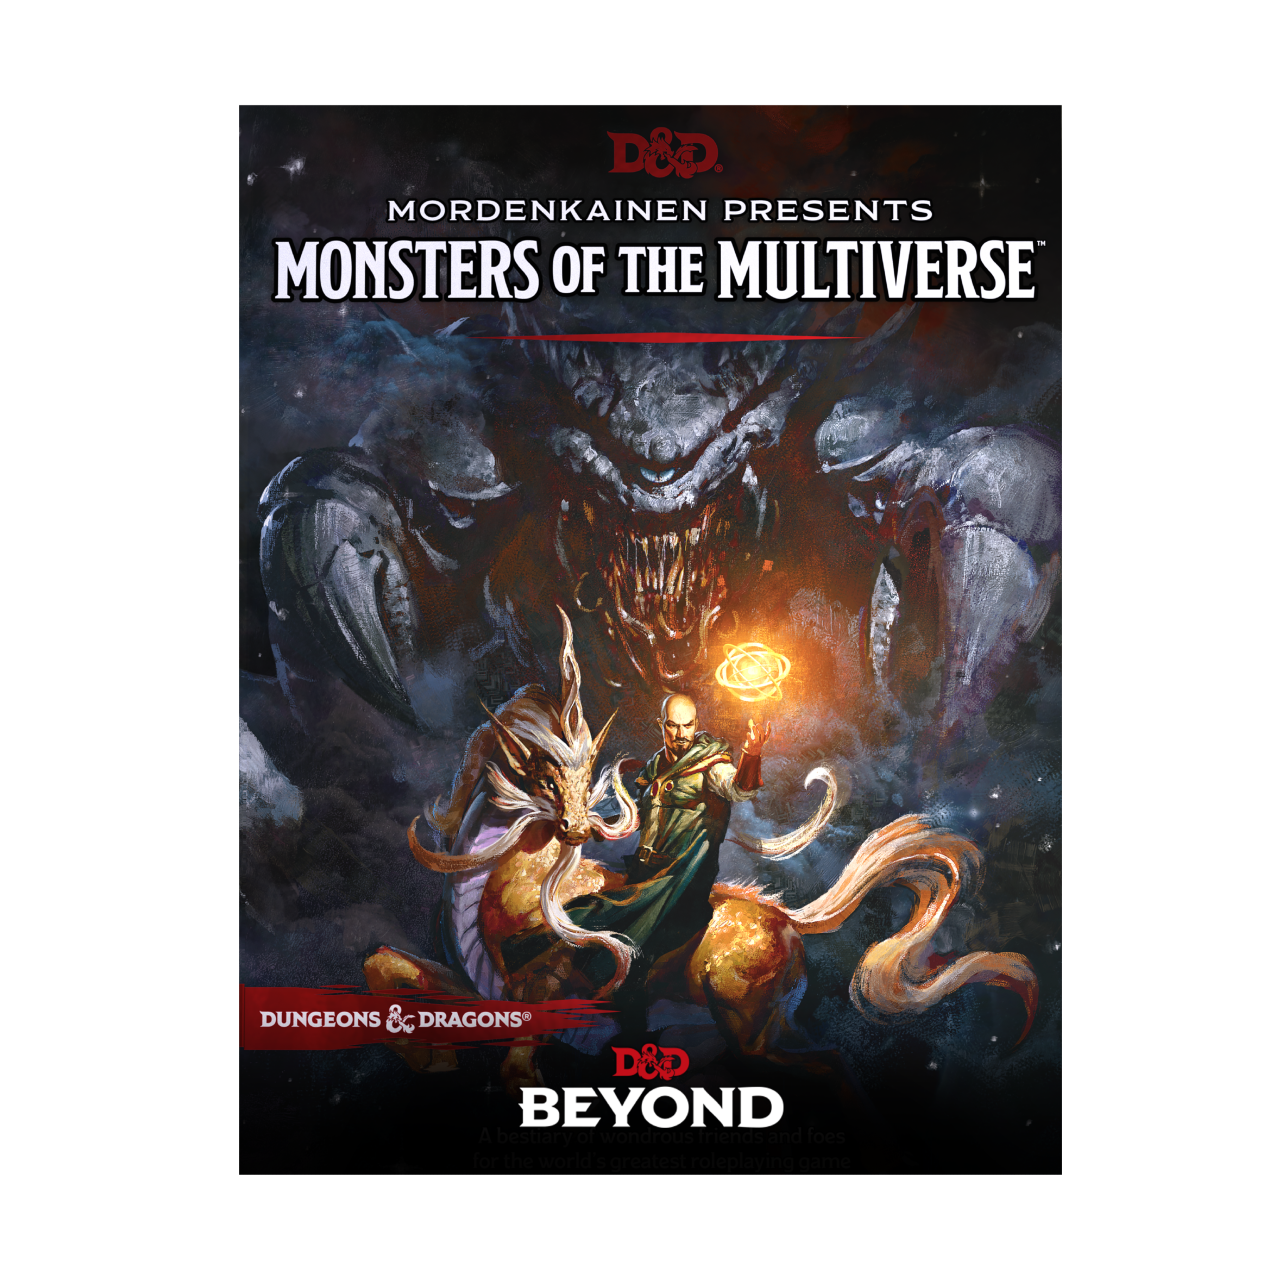 D&D®
MORDENKAINEN PRESENTS
MONSTERS OF THE MULTIVERSE™
DUNGEONS & DRAGONS®
D&D
BEYOND
A bestiary of wondrous friends and foes
for the world's greatest roleplaying game